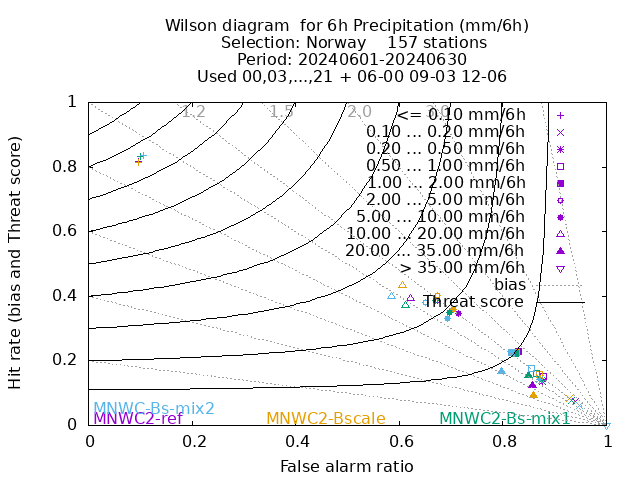 Wilson diagram  for 6h Precipitation (mm/6h)
Selection: Norway    157 stations
Period: 20240601-20240630
Used 00,03,...,21 + 06-00 09-03 12-06
Hit rate (bias and Threat score)
1
0.8
0.6
0.4
0.2
0
1.2 1.5 2.0 3.0
<= 0.10 mm/6h
0.10 ... 0.20 mm/6h
0.20 ... 0.50 mm/6h
0.50 ... 1.00 mm/6h
1.00 ... 2.00 mm/6h
2.00 ... 5.00 mm/6h
5.00 ... 10.00 mm/6h
10.00 ... 20.00 mm/6h
20.00 ... 35.00 mm/6h
> 35.00 mm/6h
bias
Threat score
MNWC-Bs-mix2
MNWC2-ref MNWC2-Bscale MNWC2-Bs-mix1
0 0.2 0.4 0.6 0.8 1
False alarm ratio